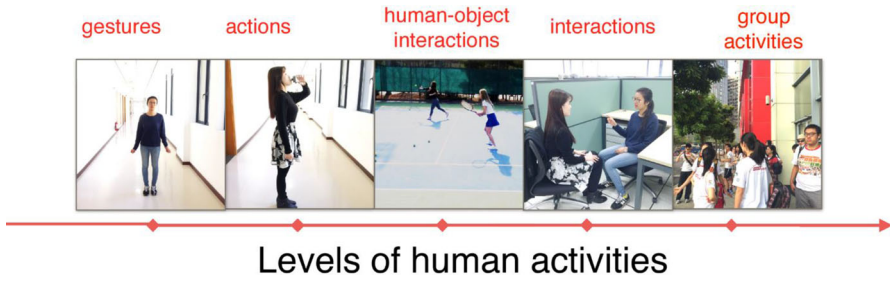 gestures
actions
human-object
interactions
interactions
group
activities
Levels of human activities